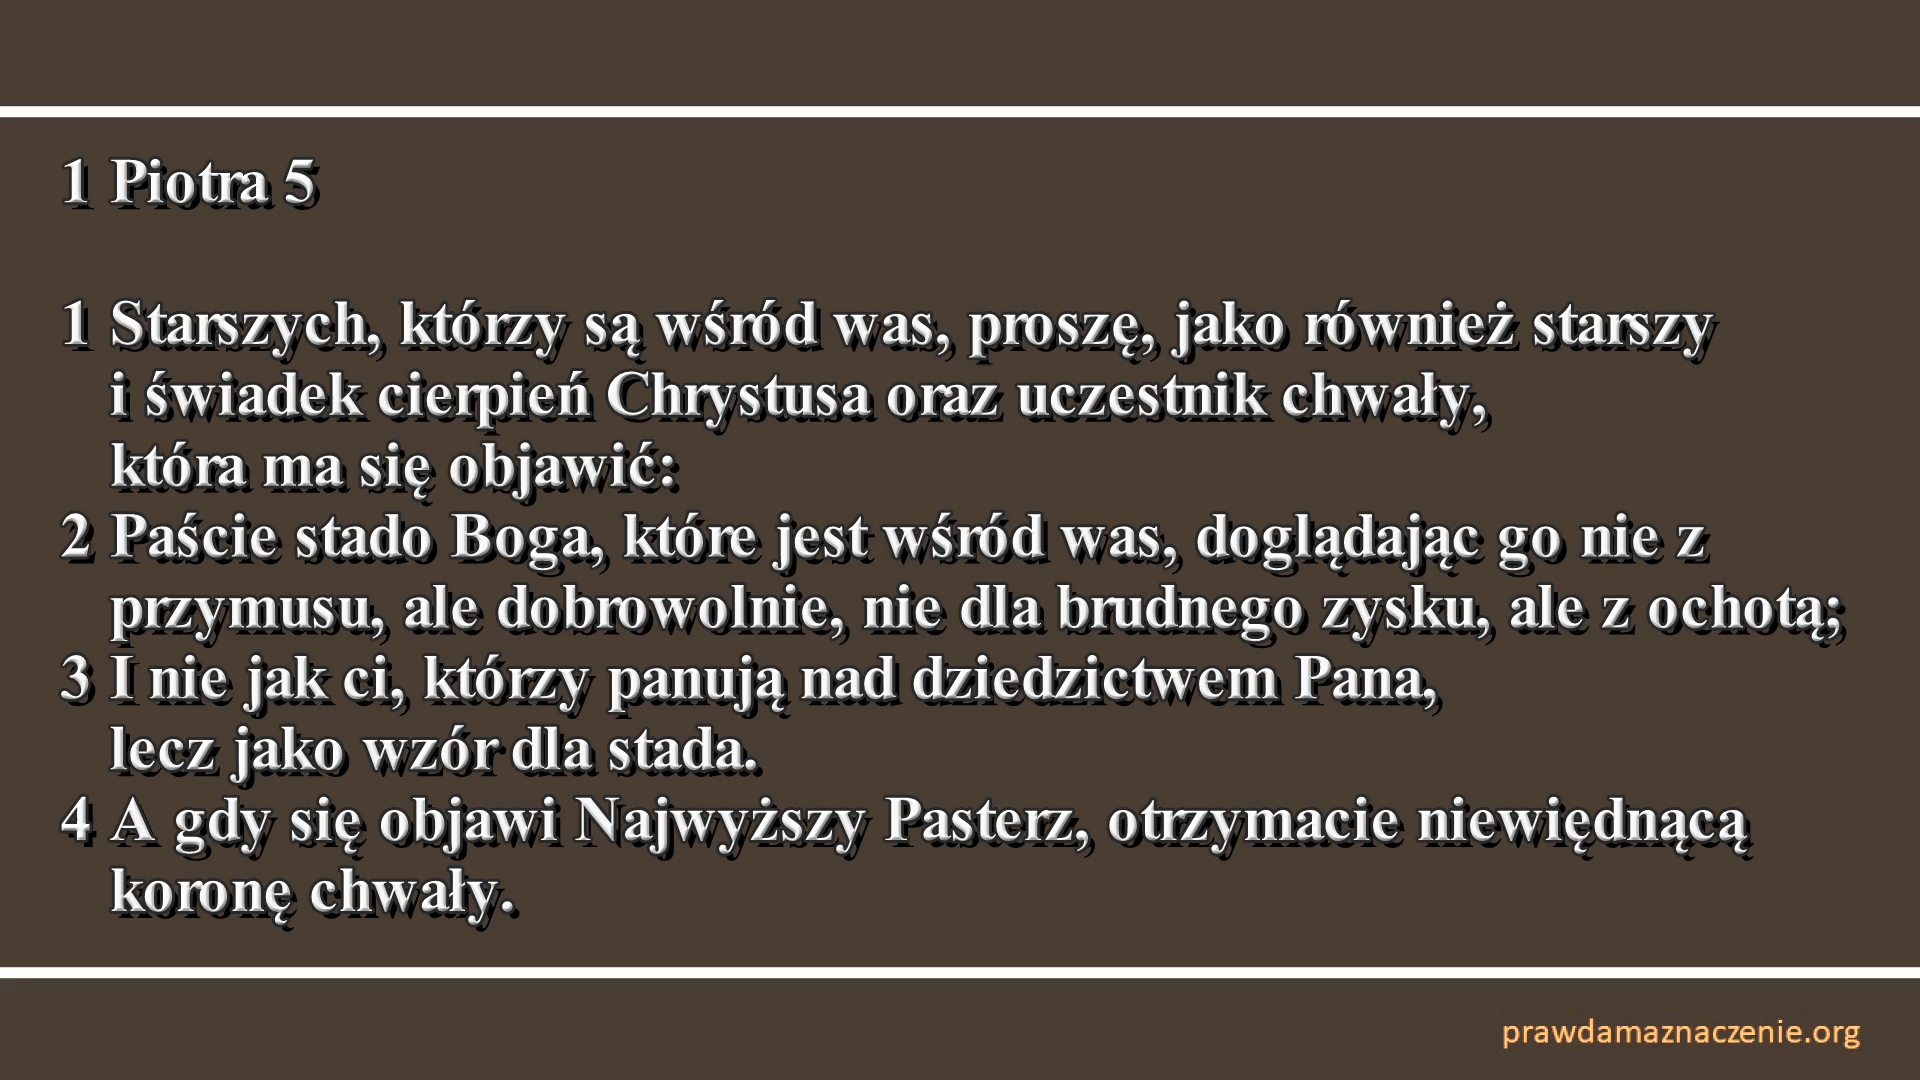 1 Piotra 5
1 Starszych, którzy są wśród was, proszę, jako również starszy
i świadek cierpień Chrystusa oraz uczestnik chwały,
która ma się objawić:
2 Paście stado Boga, które jest wśród was, doglądając go nie z
przymusu, ale dobrowolnie, nie dla brudnego zysku, ale z ochotą;
3 I nie jak ci, którzy panują nad dziedzictwem Pana,
lecz jako wzór dla stada.
4 A gdy się objawi Najwyższy Pasterz, otrzymacie niewiędnącą
koronę chwały.
prawdamaznaczenie.org